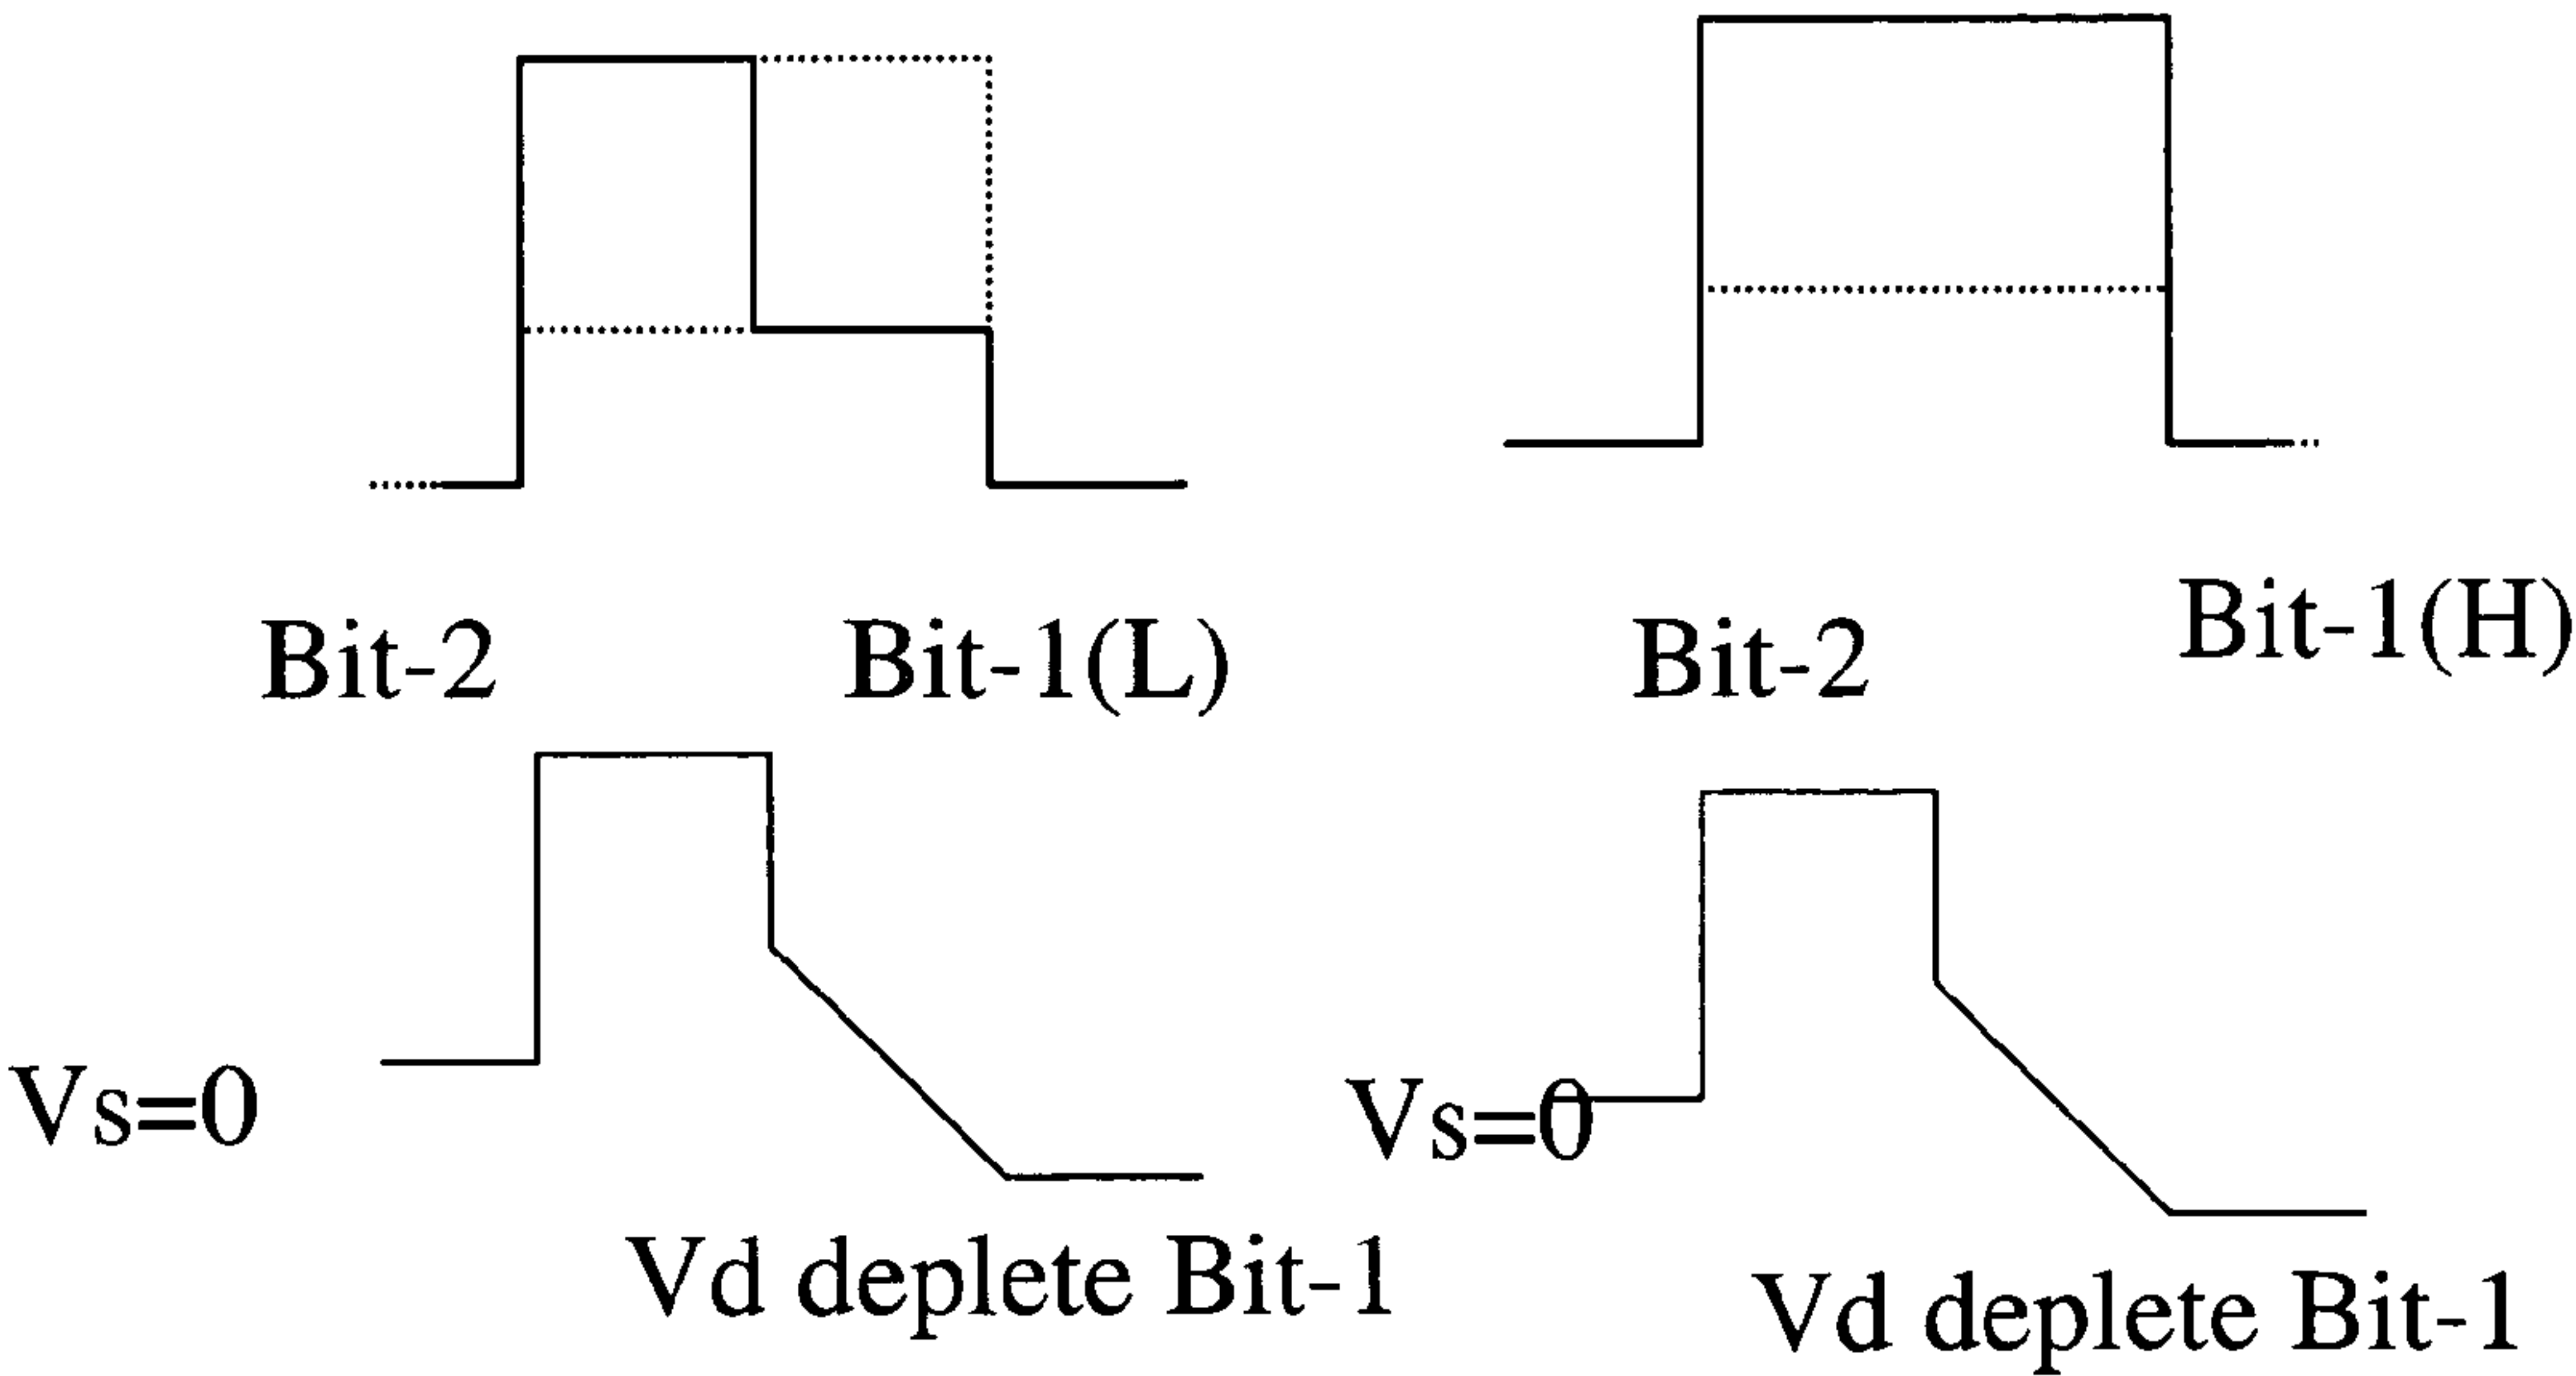 Bit-2 Bit-1(L) Bit-2 Bit-1(H)
Vs=0 Vs=0
Vd deplete Bit-1 Vd deplete Bit-1